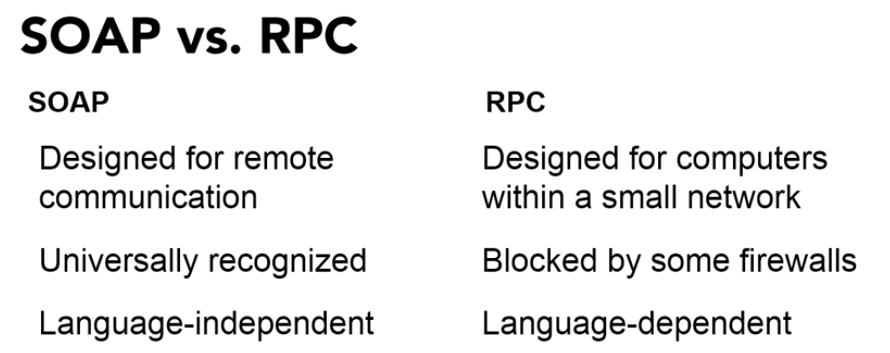 SOAP vs. RPC
SOAP
Designed for remote
communication
Universally recognized
Language-independent
RPC
Designed for computers
within a small network
Blocked by some firewalls
Language-dependent